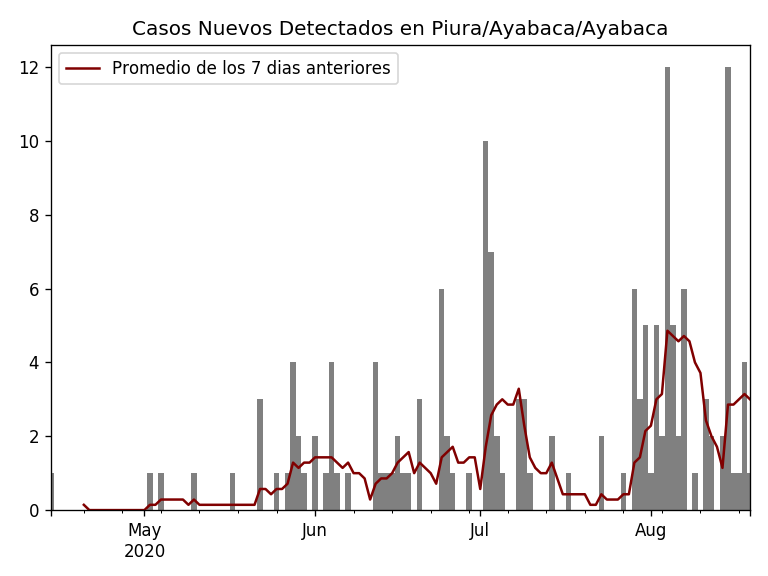 Casos Nuevos Detectados en Piura/Ayabaca/Ayabaca
Promedio de los 7 dias anteriores
12
10
8
6
4
2
0
May
2020
Jun
Jul
Aug